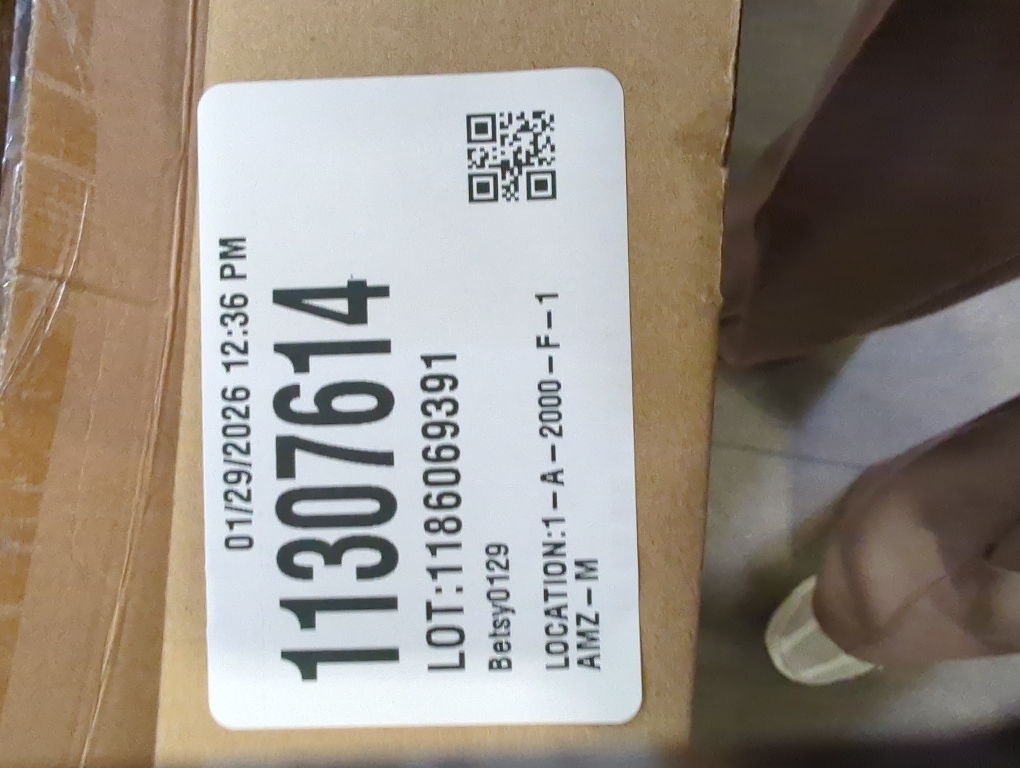 01/29/2026 12:36 PM
11307614
LOT:1186069391
Betsy0129
LOCATION:1-A-2000-F-1
AMZ-M